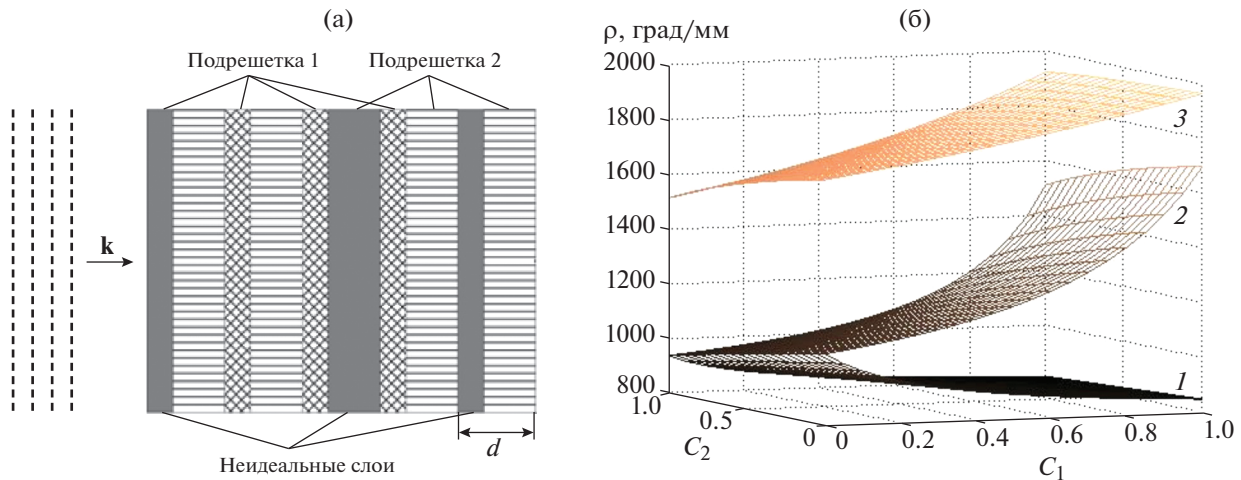 (а)
Подрешетка 1
Подрешетка 2
k
d
Неидеальные слои
(б)
ρ, град/мм
2000
1800
1600
1400
1200
1000
800
3
2
1
1.0
0.5
0
C2
0
0.2
0.4
0.6
0.8
1.0
C1